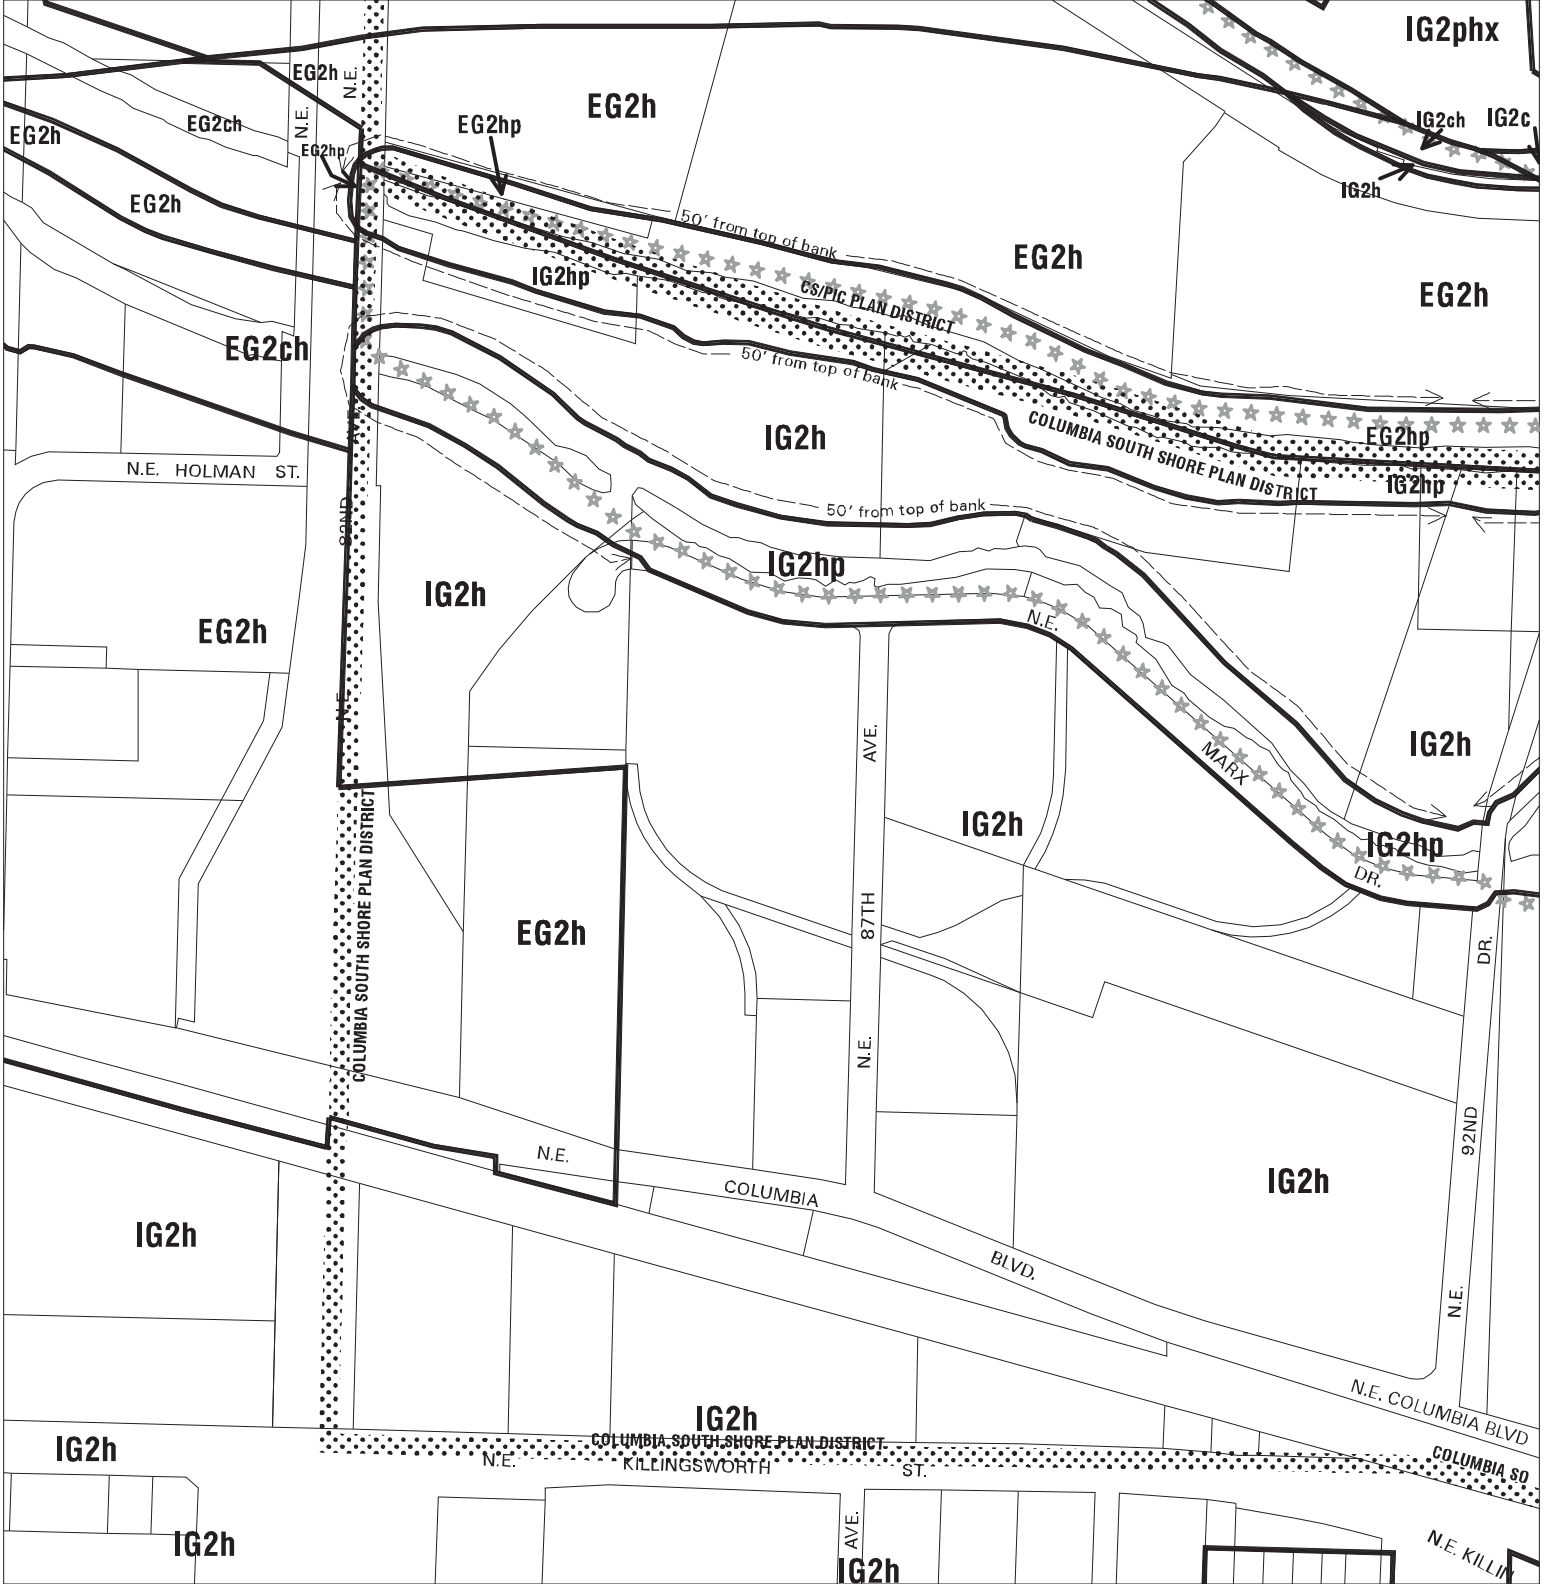 IG2phx
EG2h
N.E.
EG2h
EG2ch
N.E.
EG2hp
IG2ch
IG2c
EG2h
EG2hp
IG2h
EG2h
50' from top of bank
EG2h
IG2hp
Cs/PIC PLAN DISTRICT
EG2h
EG2ch
50' from top of bank
AVE.
IG2h
COLUMBIA SOUTH SHORE PLAN DISTRICT
EG2hp
N.E. HOLMAN ST.
IG2hp
82ND
50' from top of bank
IG2hp
IG2h
N.E.
EG2h
N.E.
AVE.
MARX
IG2h
IG2h
IG2hp
DR.
COLUMBIA SOUTH SHORE PLAN DISTRICT
87TH
EG2h
DR.
N.E.
92ND
N.E.
COLUMBIA
IG2h
IG2h
BLVD.
N.E.
N.E. COLUMBIA BLVD
IG2h
COLUMBIA SOUTH SHORE PLAN DISTRICT
IG2h
COLUMBIA SO
N.E. KILLINGSWORTH ST.
AVE.
IG2h
IG2h
N.E. KILLIN